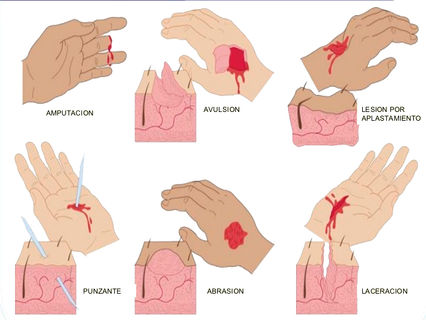 AMPUTACION
AVULSION
LESION POR
APLASTAMIENTO
PUNZANTE
ABRASION
LACERACION